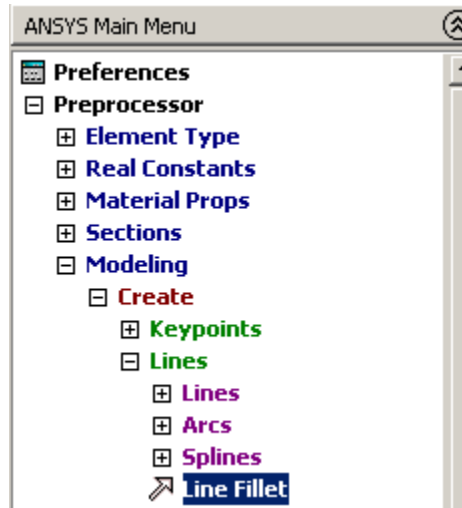 ANSYS Main Menu
Preferences
Preprocessor
Element Type
Real Constants
Material Props
Sections
Modeling
Create
Keypoints
Lines
Lines
Arcs
Splines
Line Fillet